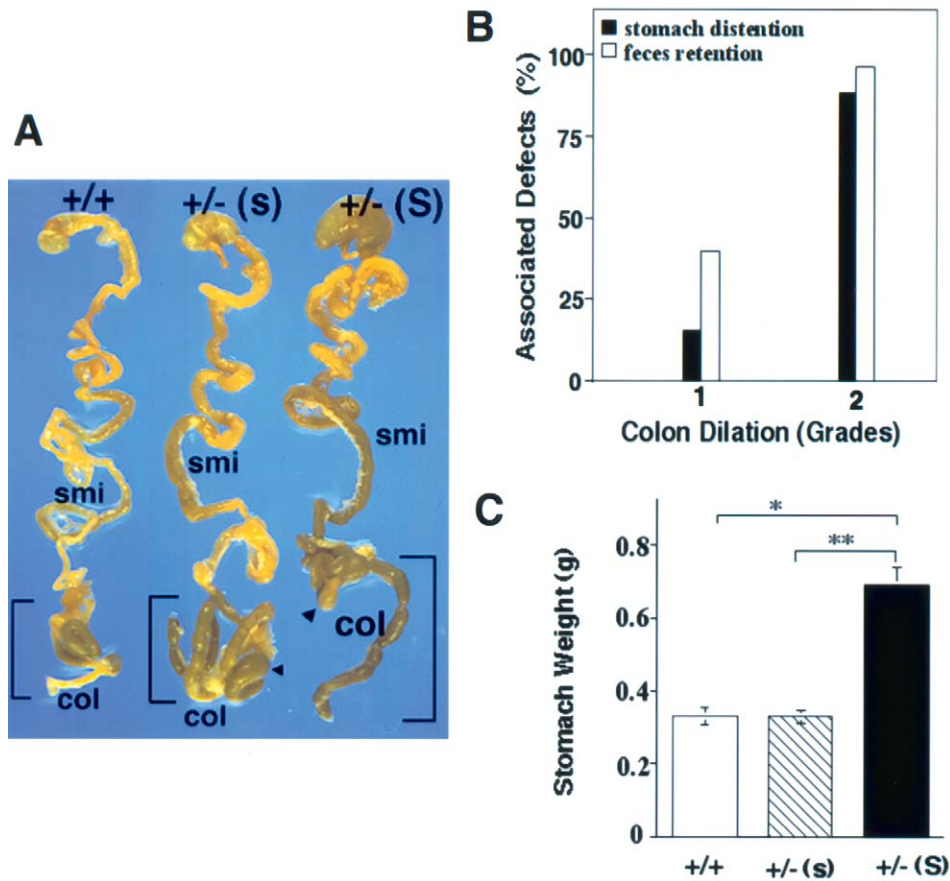 A
+/+ +/- (s) +/- (S)
smi
smi
smi
col
col
col
B
stomach distention
feces retention
Associated Defects (%)
100
75
50
25
0
1 2
Colon Dilation (Grades)
C
*
**
Stomach Weight (g)
0.8
0.6
0.4
0.2
0
+/+ +/- (s) +/- (S)